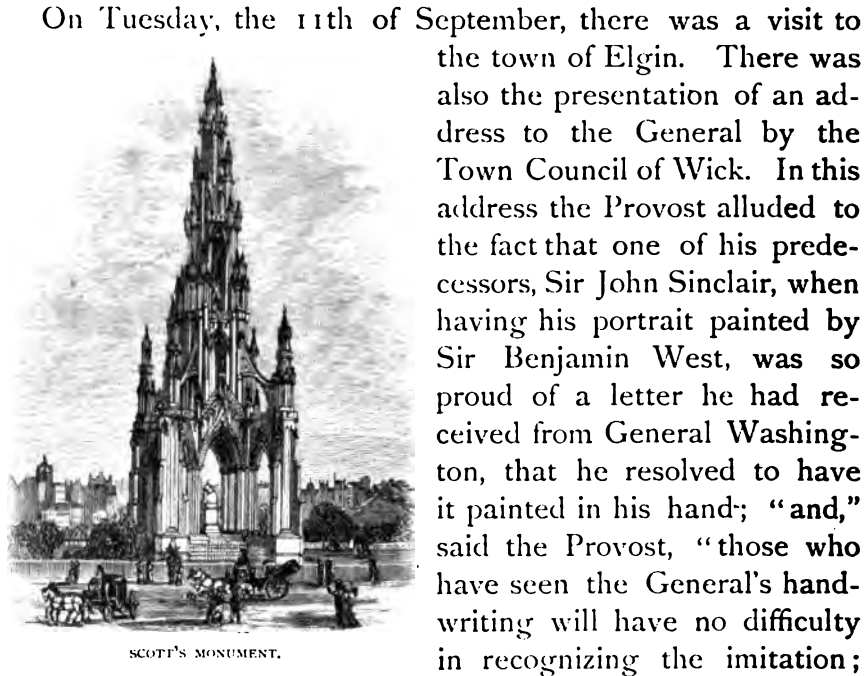 On Tuesday, the 11th of September, there was a visit to
the town of Elgin. There was
also the presentation of an ad-
dress to the General by the
Town Council of Wick. In this
address the Provost alluded to
the fact that one of his prede-
cessors, Sir John Sinclair, when
having his portrait painted by
Sir Benjamin West, was so
proud of a letter he had re-
ceived from General Washing-
ton, that he resolved to have
it painted in his hand; “and,”
said the Provost, “those who
have seen the General's hand-
writing will have no difficulty
in recognizing the imitation;
SCOTT'S MONUMENT.